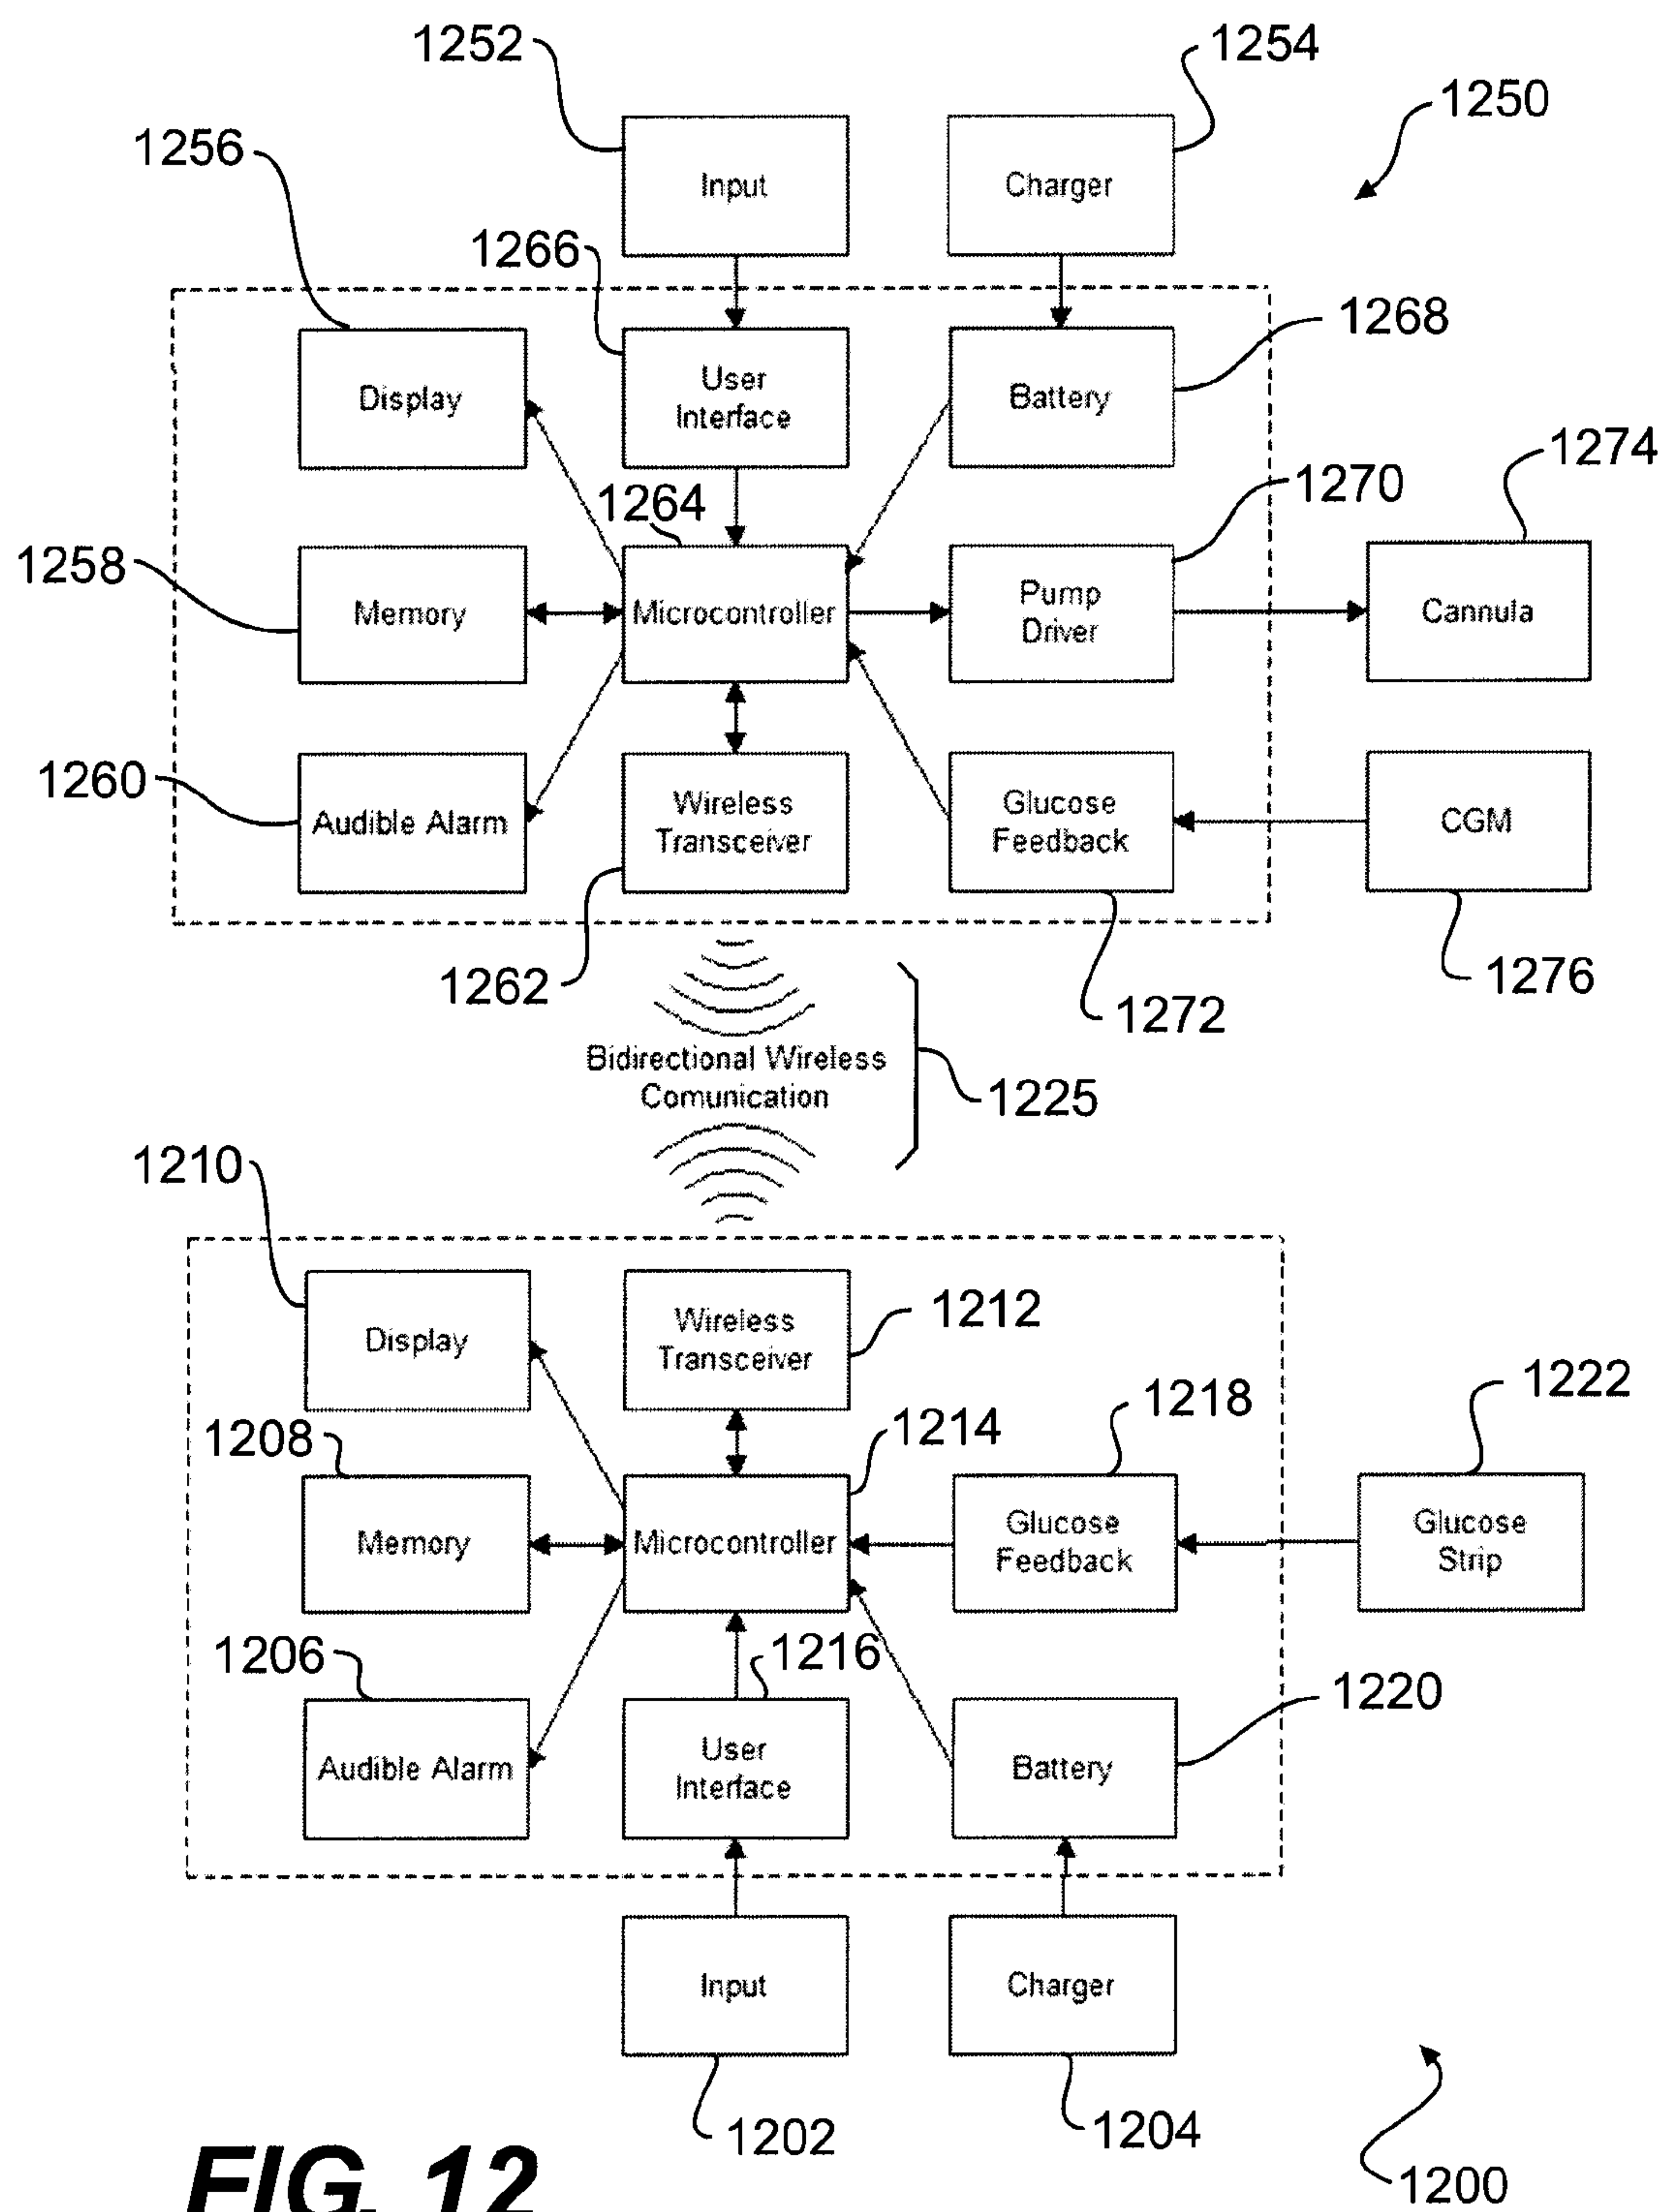 1252
1254
1250
1256
Input
Charger
1266
1268
Display
User
Interface
Battery
1274
1264
1270
1258
Memory
Microcontroller
Pump
Driver
Cannula
1260
Audible Alarm
Wireless
Transceiver
Glucose
Feedback
CGM
1262
1272
1276
Bidirectional Wireless
Comunication
1225
1210
Display
Wireless
Transceiver
1212
1208
1214
1218
1222
Memory
Microcontroller
Glucose
Feedback
Glucose
Strip
1206
1216
1220
Audible Alarm
User
Interface
Battery
Input
Charger
1202
1204
1200
FIG. 12